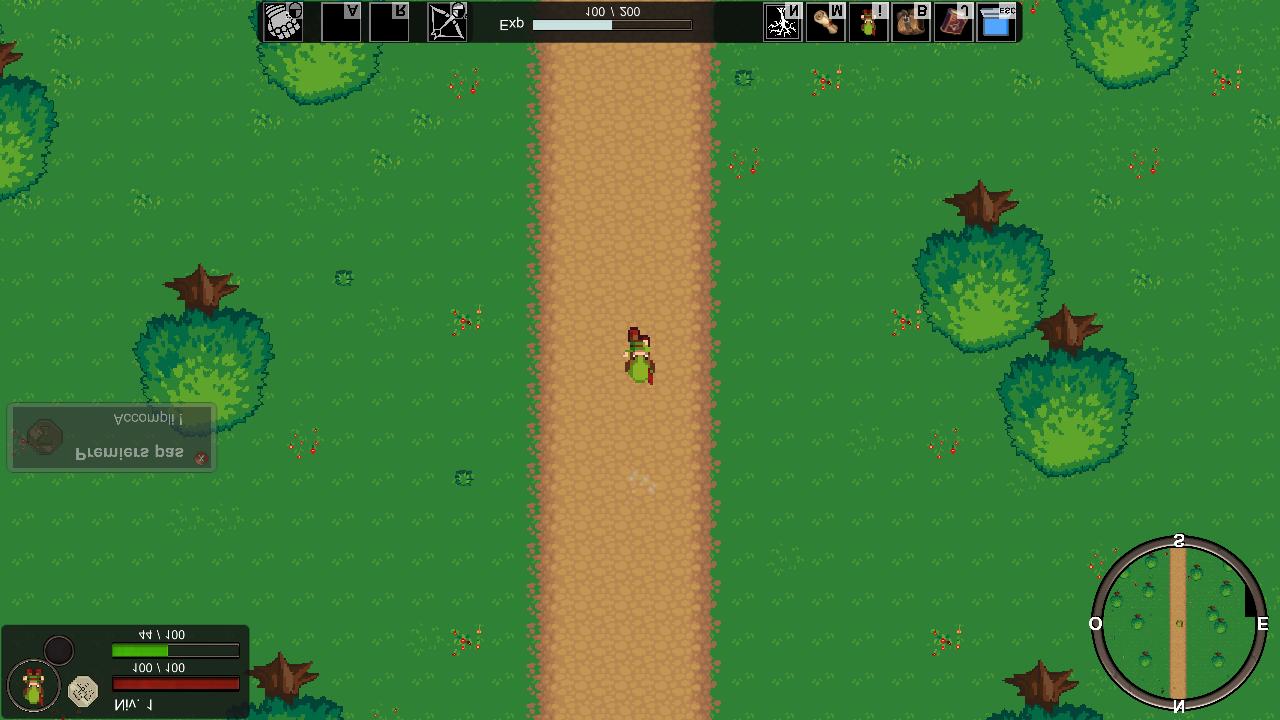 Niv. 1
100 / 100
44 / 100
N
O
E
S
Premiers pas
Accompli !
A
R
Exp
100 / 200
N
M
I
B
J
ESC